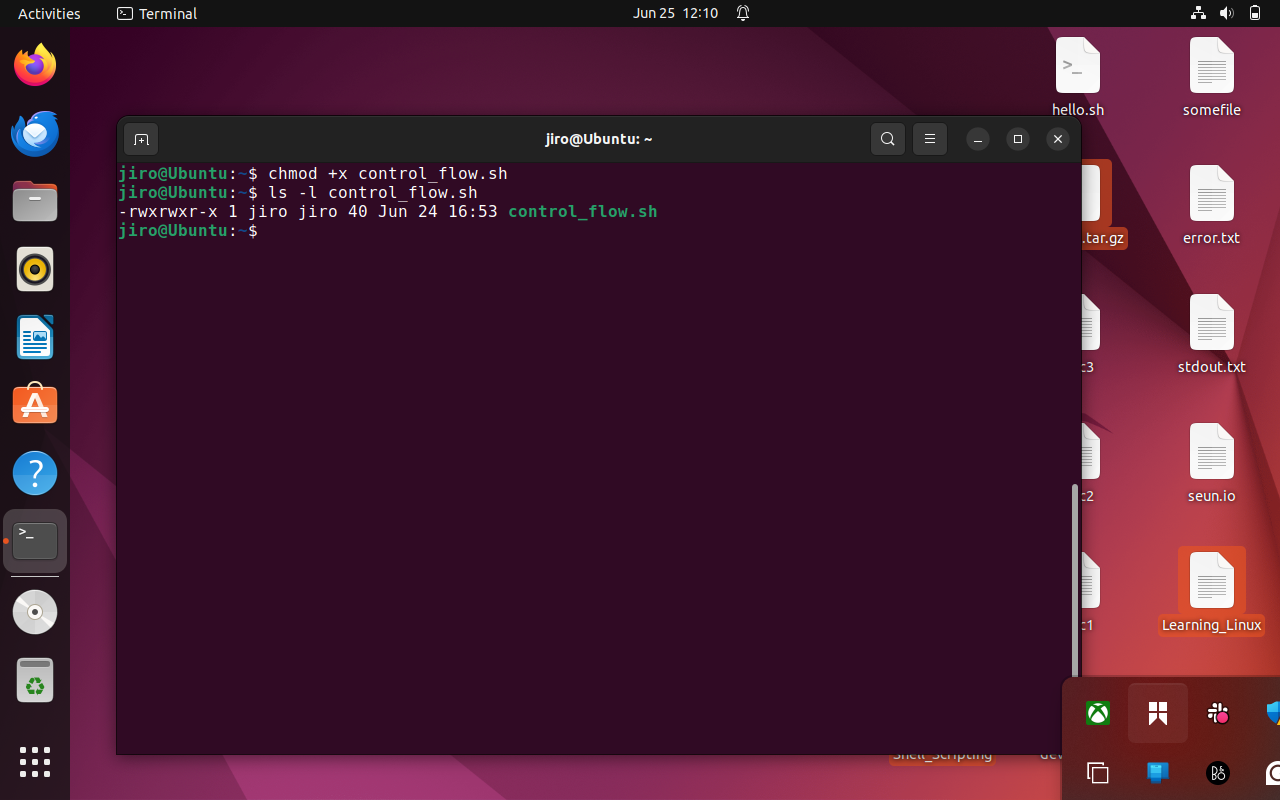 Activities
Terminal
Jun 25 12:10
hello.sh
somefile
jiro@Ubuntu: ~
jiro@Ubuntu:~$ chmod +x control_flow.sh
jiro@Ubuntu:~$ ls -l control_flow.sh
-rwxrwxr-x 1 jiro jiro 40 Jun 24 16:53 control_flow.sh
jiro@Ubuntu:~$
.tar.gz
error.txt
c3
stdout.txt
c2
seun.io
c1
Learning_Linux
Shell_Scripting